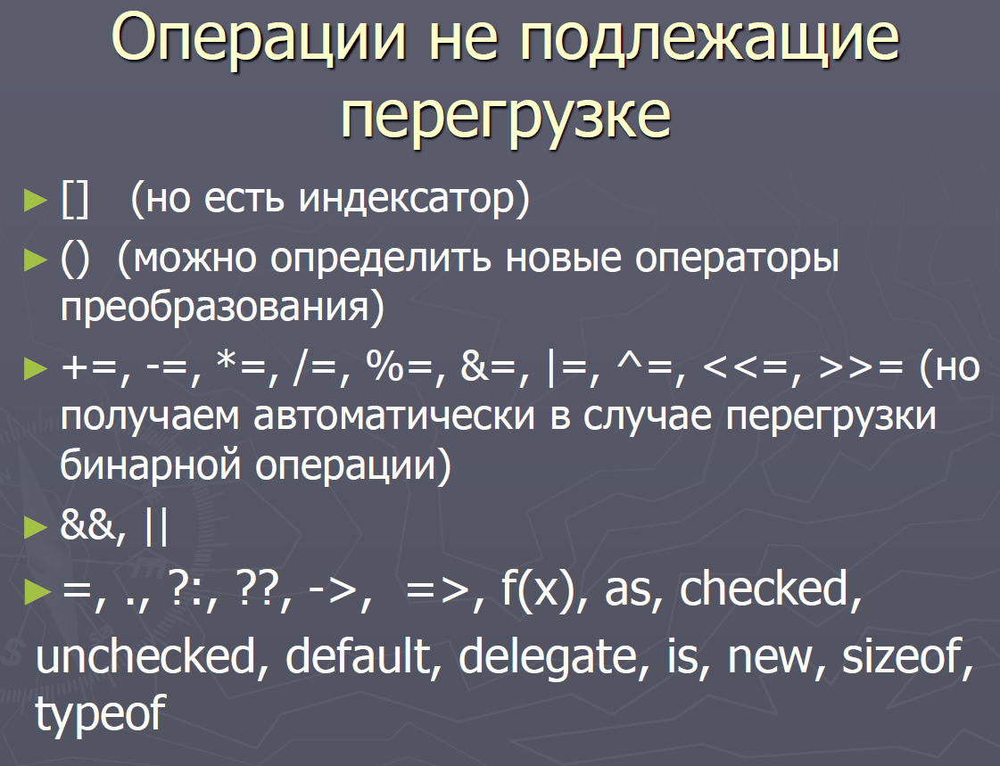 Операции не подлежащие
перегрузке
► [] (но есть индексатор)
► () (можно определить новые операторы
преобразования)
► +=, -=, *=, /=, %=, &=, |=, ^=, <<=, >>= (но
получаем автоматически в случае перегрузки
бинарной операции)
► &&, ||
► =, ., ?:, ??, ->, =>, f(x), as, checked,
unchecked, default, delegate, is, new, sizeof,
typeof